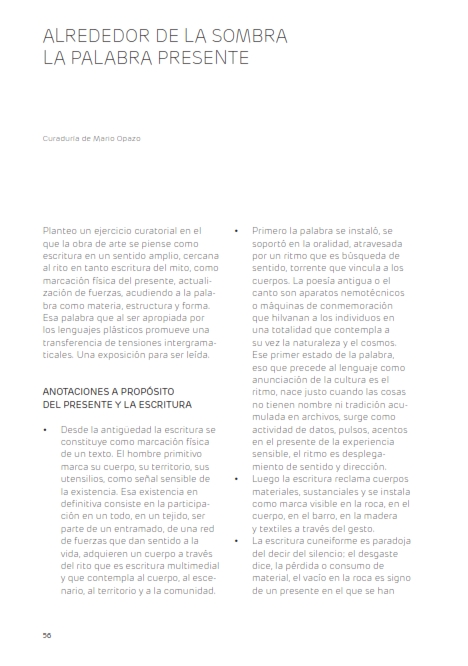 ALREDEDOR DE LA SOMBRA
LA PALABRA PRESENTE
Curaduría de Mario Opazo
Planteo un ejercicio curatorial en el
que la obra de arte se piense como
escritura en un sentido amplio, cercana
al rito en tanto escritura del mito, como
marcación física del presente, actuali-
zación de fuerzas, acudiendo a la pala-
bra como materia, estructura y forma.
Esa palabra que al ser apropiada por
los lenguajes plásticos promueve una
transferencia de tensiones intergrama-
ticales. Una exposición para ser leída.
ANOTACIONES A PROPÓSITO
DEL PRESENTE Y LA ESCRITURA
• Desde la antigüedad la escritura se
constituye como marcación física
de un texto. El hombre primitivo
marca su cuerpo, su territorio, sus
utensilios, como señal sensible de
la existencia. Esa existencia en
definitiva consiste en la participa-
ción en un todo, en un tejido, ser
parte de un entramado, de una red
de fuerzas que dan sentido a la
vida, adquieren un cuerpo a través
del rito que es escritura multimedial
y que contempla al cuerpo, al esce-
nario, al territorio y a la comunidad.
• Primero la palabra se instaló, se
soportó en la oralidad, atravesada
por un ritmo que es búsqueda de
sentido, torrente que vincula a los
cuerpos. La poesía antigua o el
canto son aparatos nemotécnicos
o máquinas de conmemoración
que hilvanan a los individuos en
una totalidad que contempla a
su vez la naturaleza y el cosmos.
Ese primer estado de la palabra,
eso que precede al lenguaje como
anunciación de la cultura es el
ritmo, nace justo cuando las cosas
no tienen nombre ni tradición acu-
mulada en archivos, surge como
actividad de datos, pulsos, acentos
en el presente de la experiencia
sensible, el ritmo es desplega-
miento de sentido y dirección.
• Luego la escritura reclama cuerpos
materiales, sustanciales y se instala
como marca visible en la roca, en el
cuerpo, en el barro, en la madera
y textiles a través del gesto.
• La escritura cuneiforme es paradoja
del decir del silencio; el desgaste
dice, la pérdida o consumo de
material, el vacío en la roca es signo
de un presente en el que se han
56